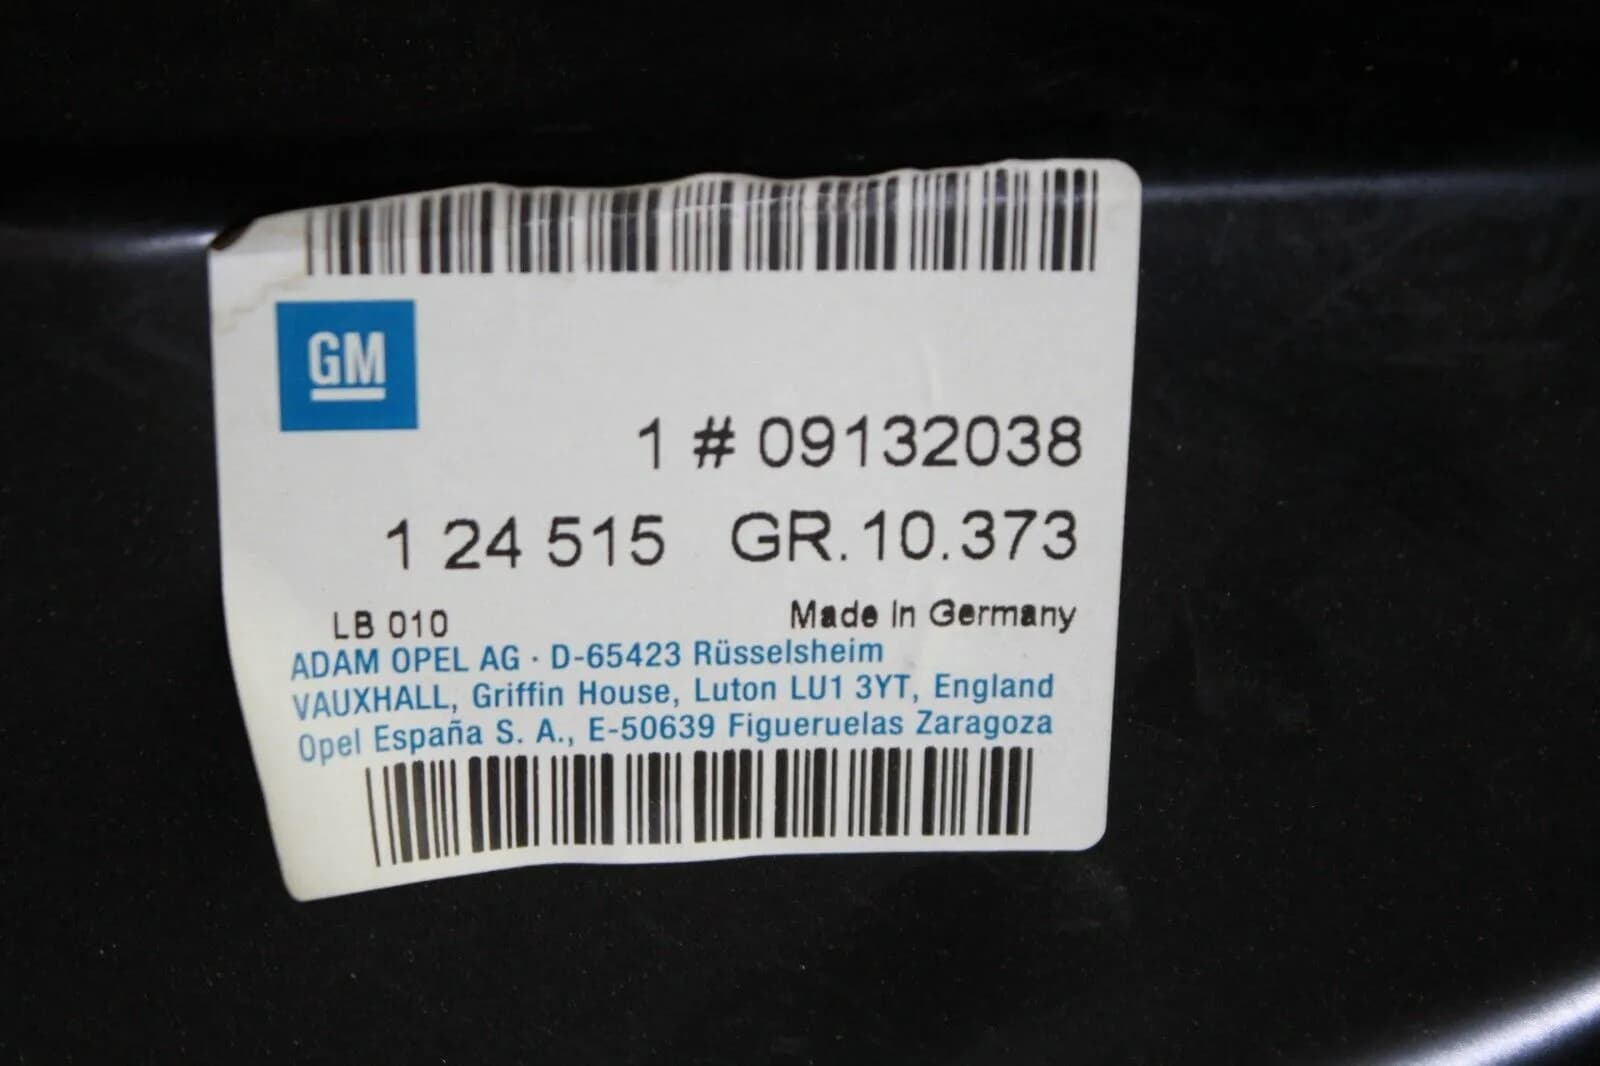 GM
1 # 09132038
1 24 515 GR.10.373
LB 010 Made In Germany
ADAM OPEL AG · D-65423 Rüsselsheim
VAUXHALL, Griffin House, Luton LU1 3YT, England
Opel España S. A., E-50639 Figueruelas Zaragoza